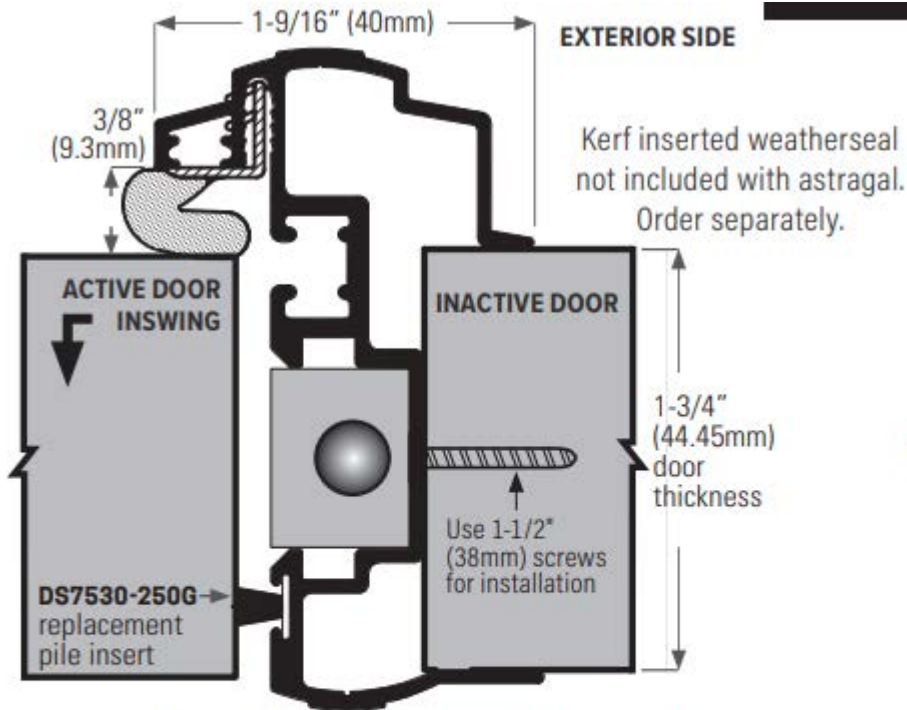 1-9/16" (40mm)
EXTERIOR SIDE
3/8"
(9.3mm)
Kerf inserted weatherseal
not included with astragal.
Order separately.
ACTIVE DOOR
INSWING
INACTIVE DOOR
1-3/4"
(44.45mm)
door
thickness
Use 1-1/2"
(38mm) screws
for installation
DS7530-250G
replacement
pile insert